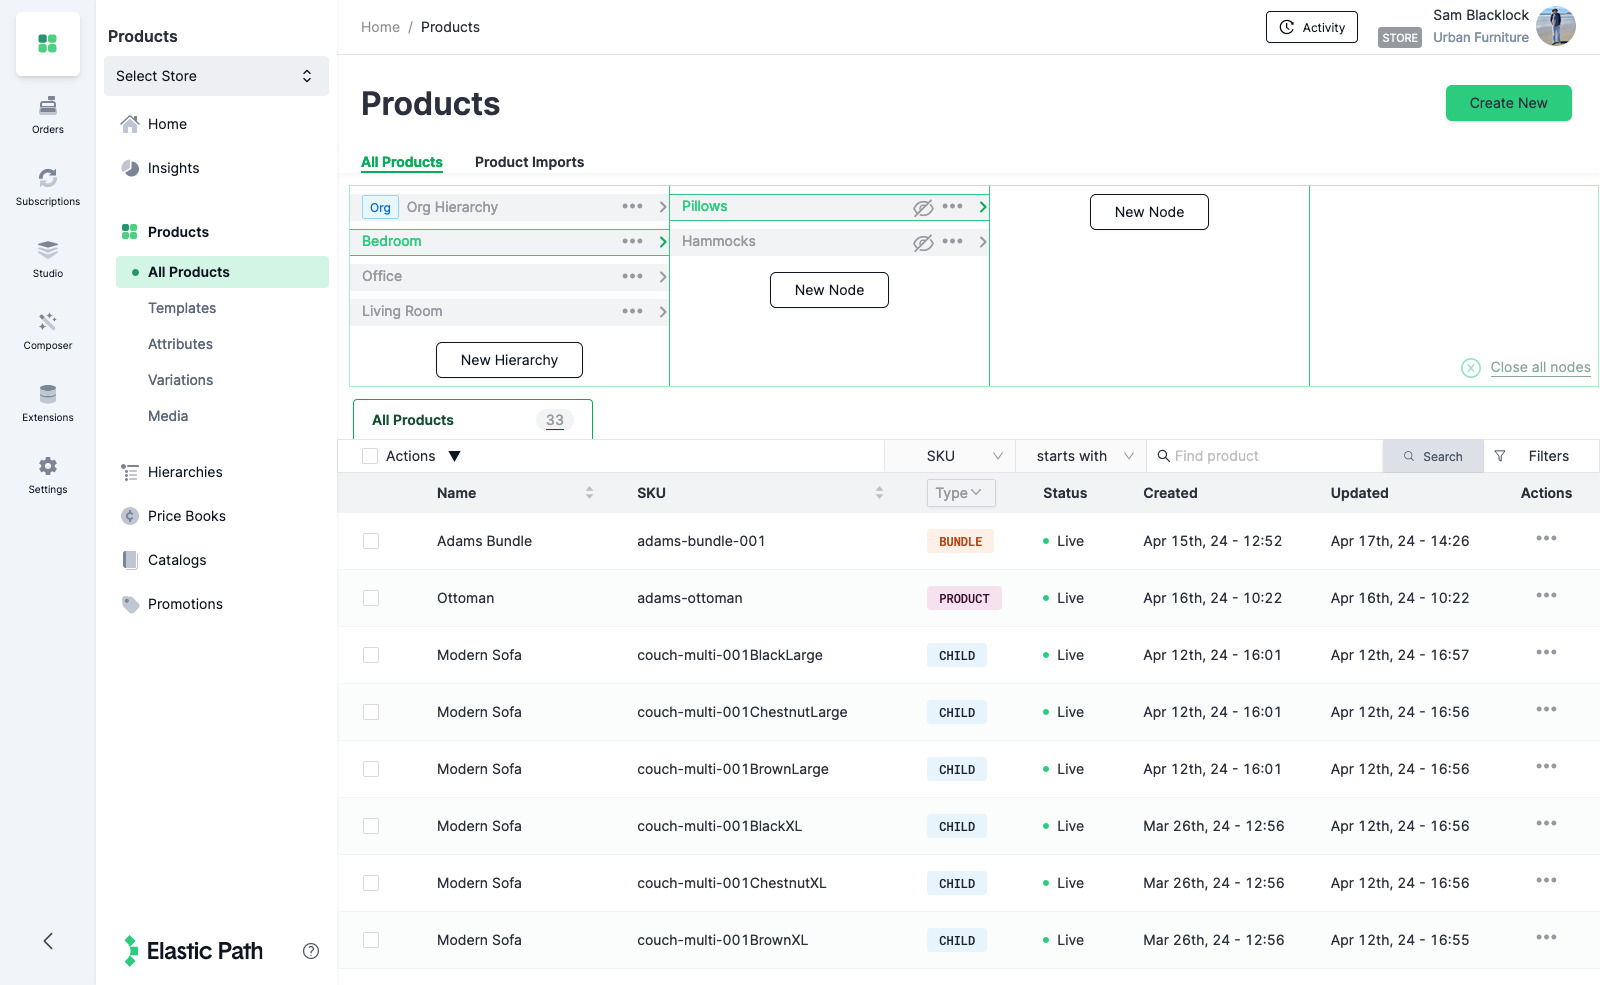 Orders
Subscriptions
Studio
Composer
Extensions
Settings
Products
Select Store
Home
Insights
Products
All Products
Templates
Attributes
Variations
Media
Hierarchies
Price Books
Catalogs
Promotions
Elastic Path
?
Home / Products
Activity
STORE
Sam Blacklock
Urban Furniture
Products
Create New
All Products Product Imports
Org Org Hierarchy
Bedroom
Office
Living Room
New Hierarchy
Pillows
Hammocks
New Node
New Node
Close all nodes
All Products 33
Actions SKU starts with Find product Search Filters
Name SKU Type Status Created Updated Actions
Adams Bundle adams-bundle-001 BUNDLE Live Apr 15th, 24 - 12:52 Apr 17th, 24 - 14:26
Ottoman adams-ottoman PRODUCT Live Apr 16th, 24 - 10:22 Apr 16th, 24 - 10:22
Modern Sofa couch-multi-001BlackLarge CHILD Live Apr 12th, 24 - 16:01 Apr 12th, 24 - 16:57
Modern Sofa couch-multi-001ChestnutLarge CHILD Live Apr 12th, 24 - 16:01 Apr 12th, 24 - 16:56
Modern Sofa couch-multi-001BrownLarge CHILD Live Apr 12th, 24 - 16:01 Apr 12th, 24 - 16:56
Modern Sofa couch-multi-001BlackXL CHILD Live Mar 26th, 24 - 12:56 Apr 12th, 24 - 16:56
Modern Sofa couch-multi-001ChestnutXL CHILD Live Mar 26th, 24 - 12:56 Apr 12th, 24 - 16:56
Modern Sofa couch-multi-001BrownXL CHILD Live Mar 26th, 24 - 12:56 Apr 12th, 24 - 16:55